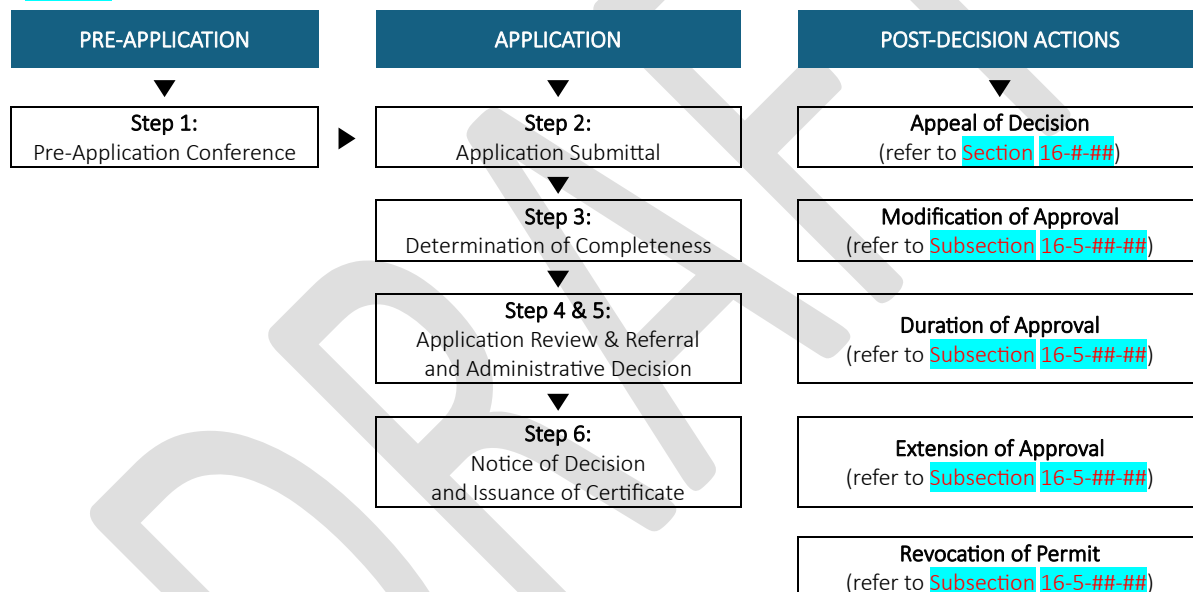 PRE-APPLICATION
Step 1:
Pre-Application Conference
APPLICATION
Step 2:
Application Submittal
Step 3:
Determination of Completeness
Step 4 & 5:
Application Review & Referral
and Administrative Decision
Step 6:
Notice of Decision
and Issuance of Certificate
POST-DECISION ACTIONS
Appeal of Decision
(refer to Section 16-#-##)
Modification of Approval
(refer to Subsection 16-5-##-##)
Duration of Approval
(refer to Subsection 16-5-##-##)
Extension of Approval
(refer to Subsection 16-5-##-##)
Revocation of Permit
(refer to Subsection 16-5-##-##)
DRAFT